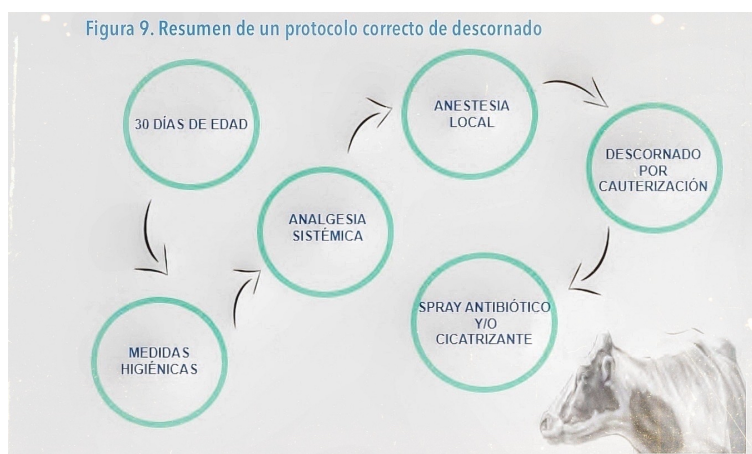 Figura 9. Resumen de un protocolo correcto de descornado
30 DÍAS DE EDAD
MEDIDAS
HIGIÉNICAS
ANALGESIA
SISTÉMICA
ANESTESIA
LOCAL
DESCORNADO
POR
CAUTERIZACIÓN
SPRAY ANTIBIÓTICO
Y/O
CICATRIZANTE